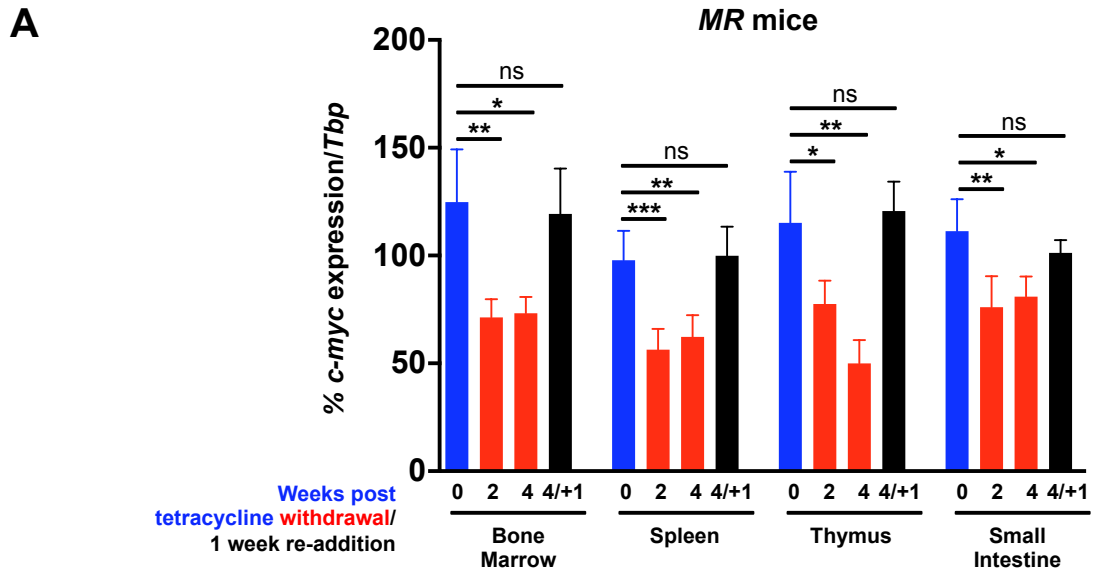 A
MR mice
% c-myc expression/Tbp
200
150
100
50
0
ns
*
**
ns
**
***
ns
**
*
ns
*
**
0 2 4 4/+1 0 2 4 4/+1 0 2 4 4/+1 0 2 4 4/+1
Weeks post
tetracycline withdrawal/
1 week re-addition
Bone
Marrow
Spleen
Thymus
Small
Intestine